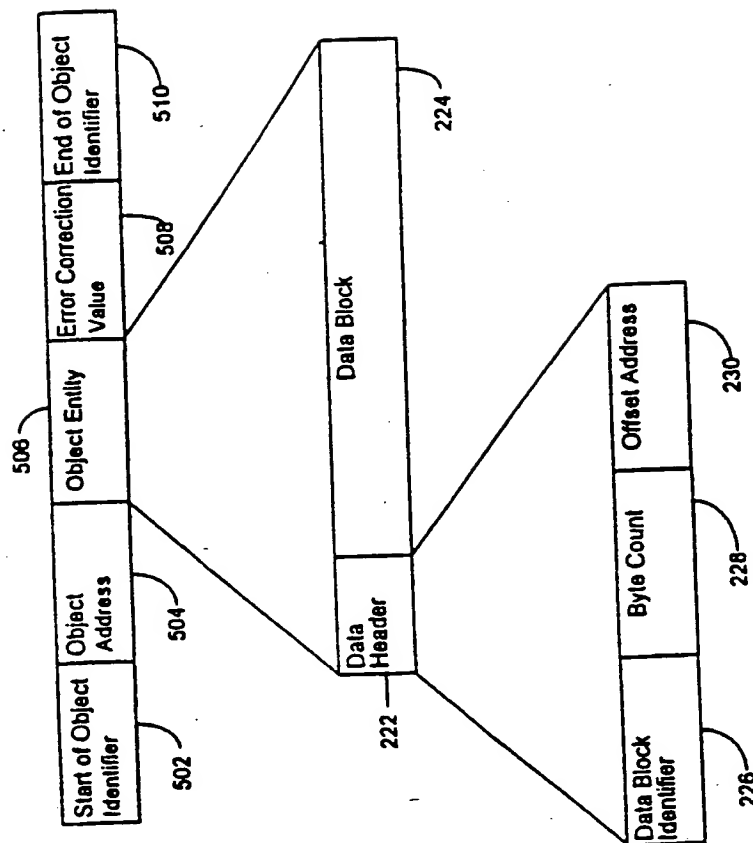 506
Start of Object
Identifier
Object
Address
Object Entity
Error Correction
Value
End of Object
Identifier
502
504
508
510
Data
Header
Data Block
222
224
Data Block
Identifier
Byte Count
Offset Address
226
228
230